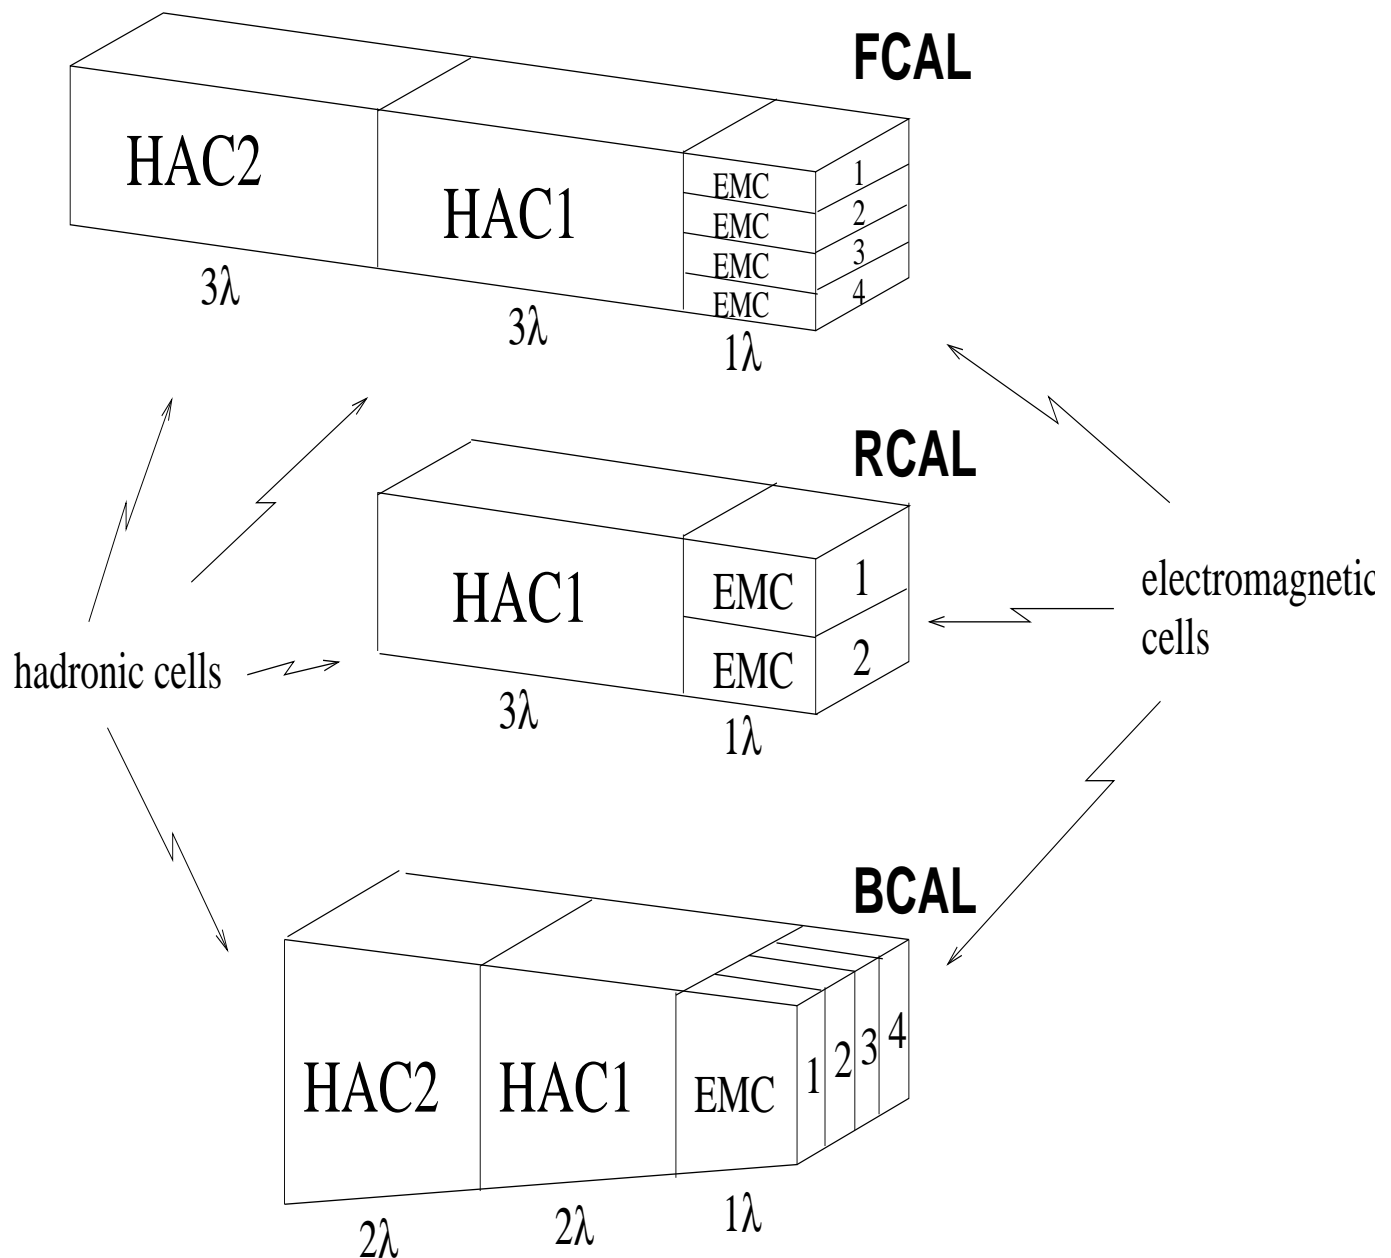 FCAL
HAC2
HAC1
EMC
EMC
EMC
EMC
1
2
3
4
3λ
3λ
1λ
RCAL
HAC1
EMC
EMC
1
2
3λ
1λ
electromagnetic
cells
hadronic cells
BCAL
HAC2
HAC1
EMC
1
2
3
4
2λ
2λ
1λ